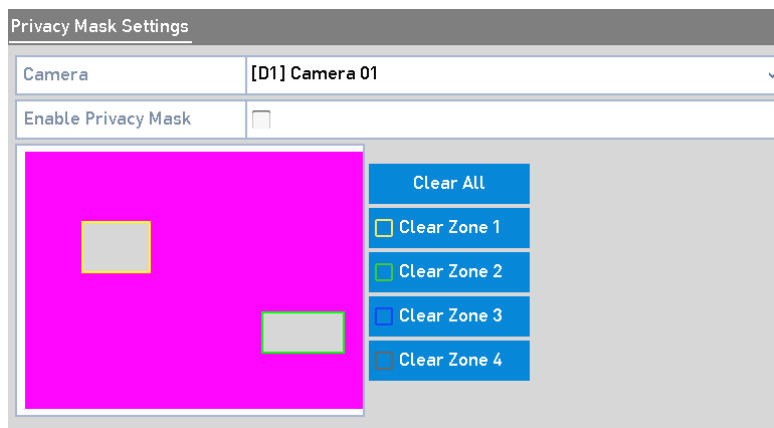 Privacy Mask Settings
Camera [D1] Camera 01
Enable Privacy Mask
Clear All
Clear Zone 1
Clear Zone 2
Clear Zone 3
Clear Zone 4